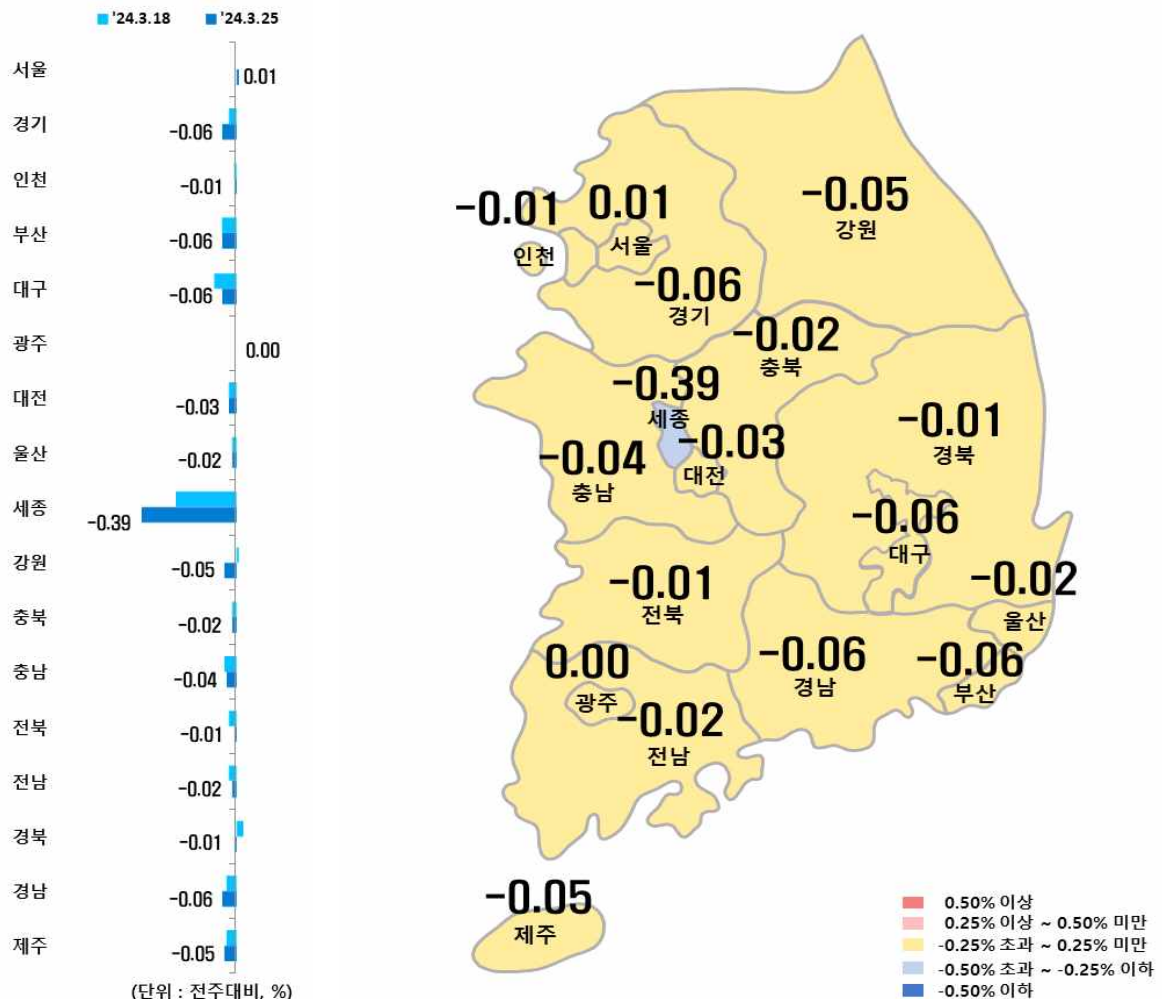 '24.3.18 '24.3.25
서울 0.01
경기 -0.06
인천 -0.01
부산 -0.06
대구 -0.06
광주 0.00
대전 -0.03
울산 -0.02
세종 -0.39
강원 -0.05
충북 -0.02
충남 -0.04
전북 -0.01
전남 -0.02
경북 -0.01
경남 -0.06
제주 -0.05
(단위 : 전주대비, %)
-0.05
강원
-0.01
인천
0.01
서울
-0.06
경기
-0.02
충북
-0.39
세종
-0.03
대전
-0.04
충남
-0.01
경북
-0.06
대구
-0.02
울산
-0.01
전북
-0.06
경남
-0.06
부산
0.00
광주
-0.02
전남
-0.05
제주
0.50% 이상
0.25% 이상 ~ 0.50% 미만
-0.25% 초과 ~ 0.25% 미만
-0.50% 초과 ~ -0.25% 이하
-0.50% 이하